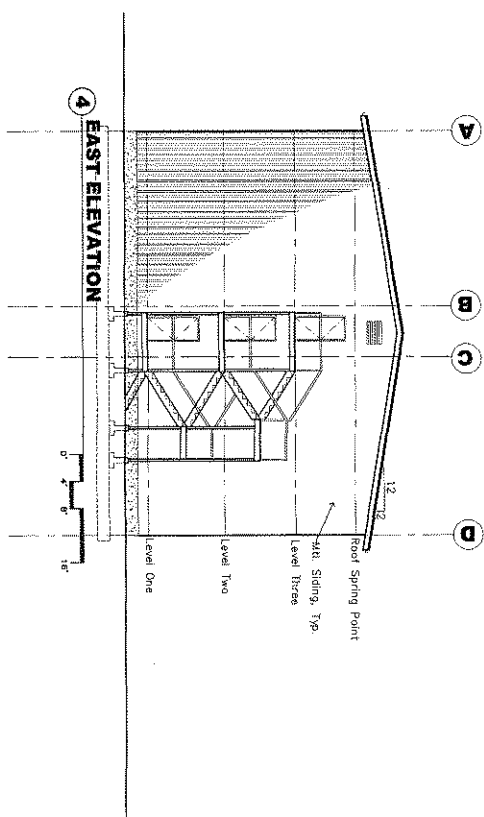 A
B
C
D
12
Roof Spring Point
Mtl. Siding, Typ.
Level Three
Level Two
Level One
4
EAST ELEVATION
0' 4' 8' 16'